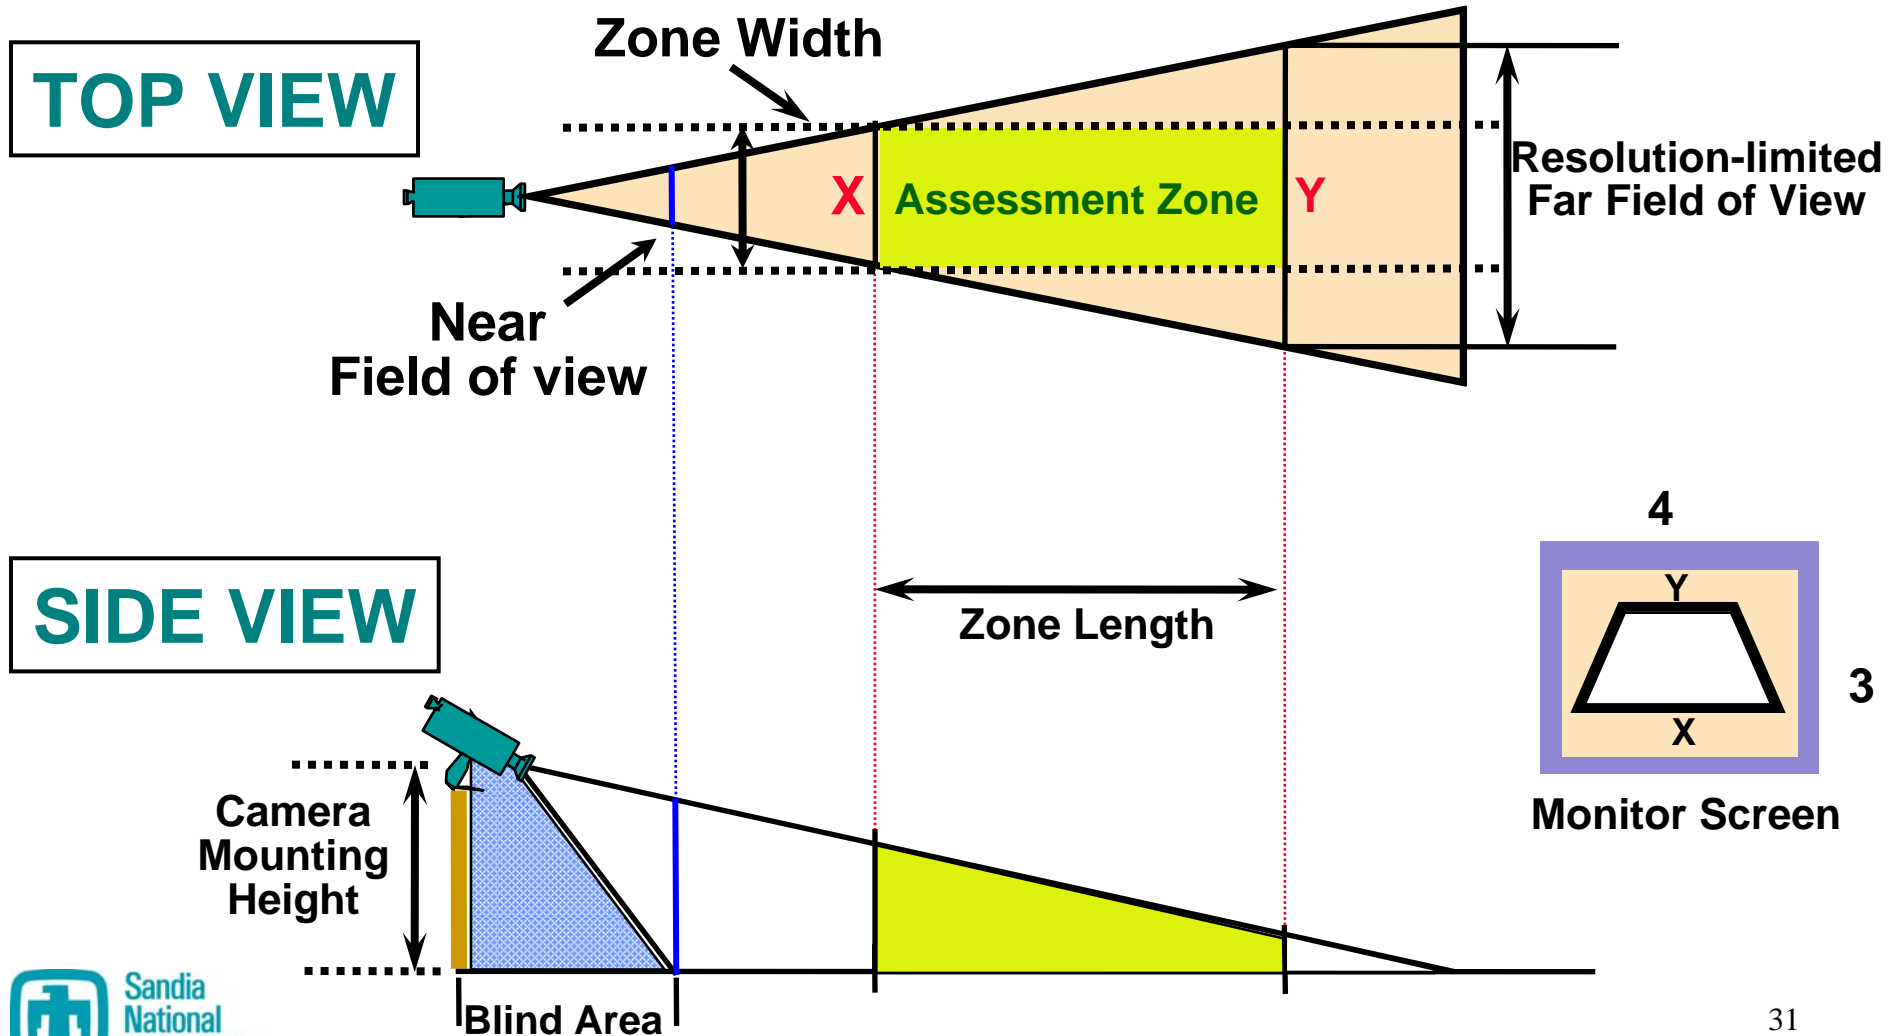 TOP VIEW
Zone Width
X
Assessment Zone
Y
Resolution-limited
Far Field of View
Near
Field of view
SIDE VIEW
Zone Length
4
3
Y
X
Monitor Screen
Camera
Mounting
Height
Blind Area
Sandia
National
31